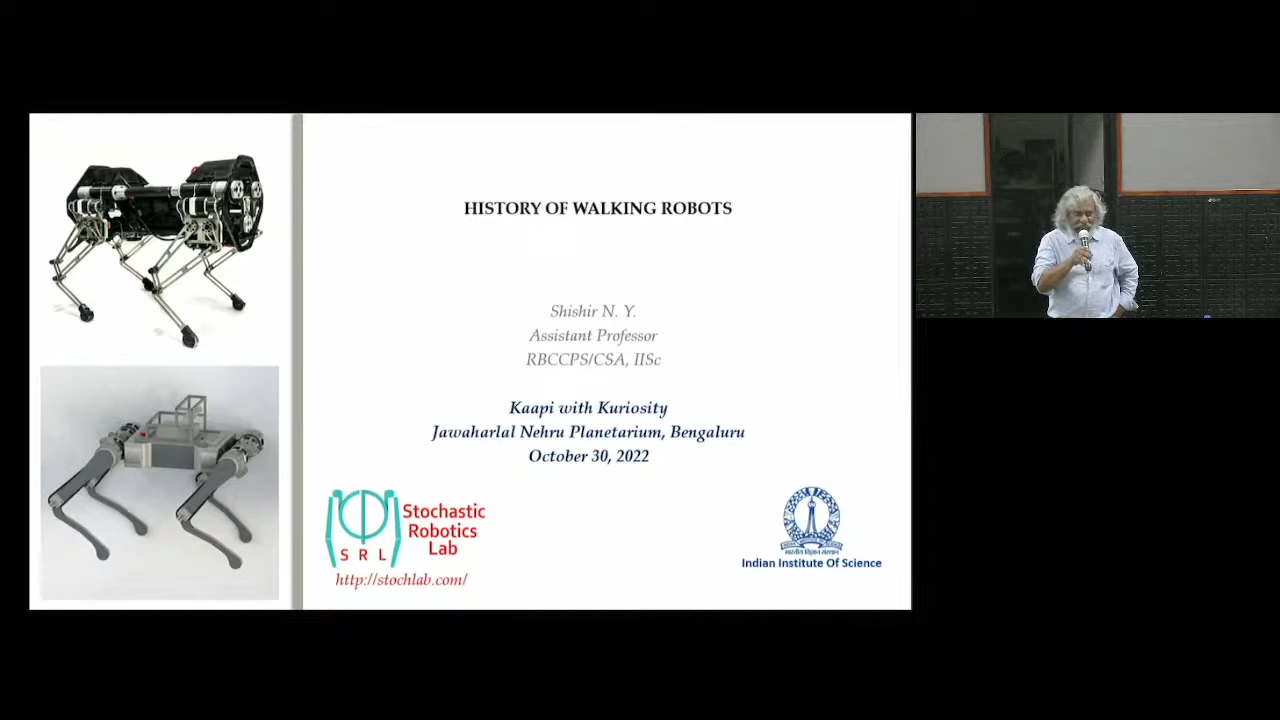 HISTORY OF WALKING ROBOTS
Shishir N. Y.
Assistant Professor
RBCCPS/CSA, IISc
Kaapi with Kuriosity
Jawaharlal Nehru Planetarium, Bengaluru
October 30, 2022
Stochastic
Robotics
Lab
S R L
http://stochlab.com/
भारतीय विज्ञान संस्थान
Indian Institute Of Science